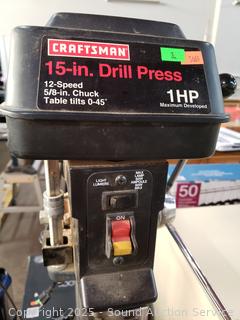 CRAFTSMAN
15-in. Drill Press
12-Speed
5/8-in. Chuck
Table tilts 0-45°
1HP
Maximum Developed
LIGHT
LUMIERE
ON
50
© 2025 - Sound Auction Service